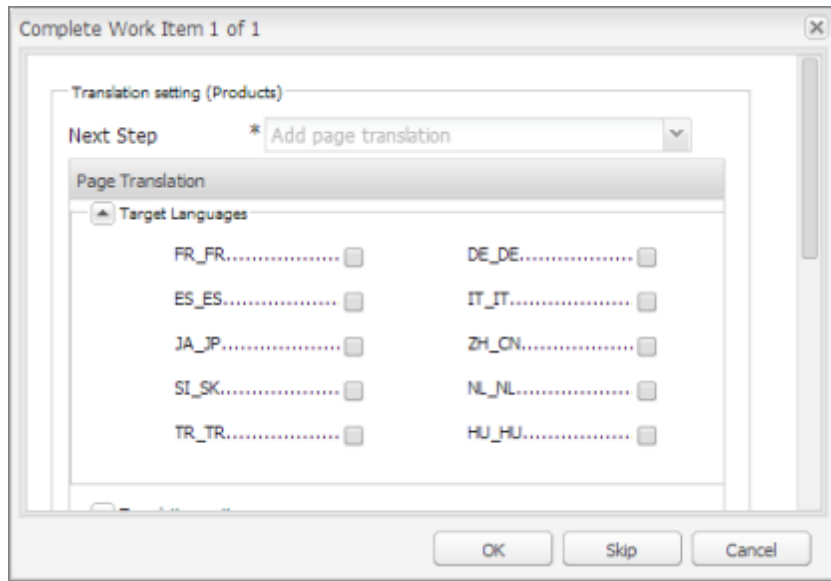 Complete Work Item 1 of 1
Translation setting (Products)
Next Step * Add page translation
Page Translation
Target Languages
FR_FR.................. DE_DE..................
ES_ES.................. IT_IT...................
JA_JP................... ZH_CN..................
SI_SK................... NL_NL..................
TR_TR.................. HU_HU.................
OK Skip Cancel